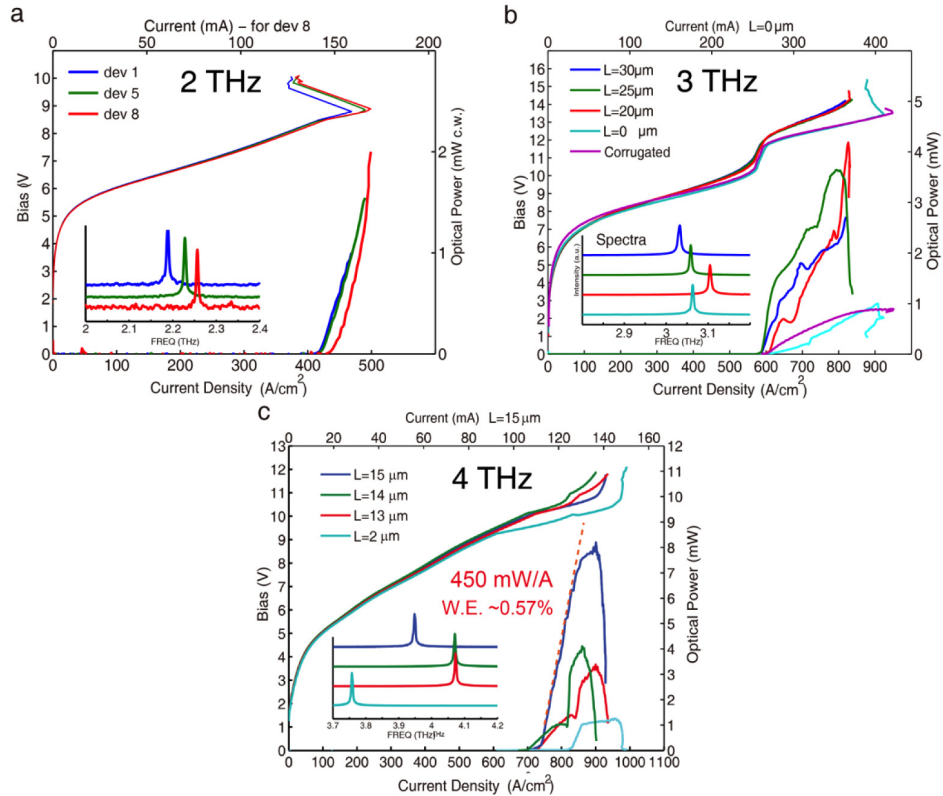 a
Current (mA) – for dev 8
0 50 100 150 200
dev 1
dev 5
dev 8
2 THz
10
9
8
7
6
5
4
3
2
1
0
Bias (V)
2
1
0
Optical Power (mW c.w.)
2 2.1 2.2 2.3 2.4
FREQ (THz)
0 100 200 300 400 500
Current Density (A/cm²)
b
Current (mA) L=0μm
0 100 200 300 400
L=30μm
L=25μm
L=20μm
L=0 μm
Corrugated
3 THz
16
15
14
13
12
11
10
9
8
7
6
5
4
3
2
1
0
Bias (V)
5
4
3
2
1
0
Optical Power (mW)
Spectra
Intensity (a.u.)
2.9 3 3.1
FREQ (THz)
0 100 200 300 400 500 600 700 800 900
Current Density (A/cm²)
c
Current (mA) L=15μm
0 20 40 60 80 100 120 140 160
L=15 μm
L=14 μm
L=13 μm
L=2 μm
4 THz
450 mW/A
W.E. ~0.57%
13
12
11
10
9
8
7
6
5
4
3
2
1
0
Bias (V)
12
11
10
9
8
7
6
5
4
3
2
1
0
Optical Power (mW)
3.7 3.8 3.9 4 4.1 4.2
FREQ (THz)Hz
0 100 200 300 400 500 600 700 800 900 1000 1100
Current Density (A/cm²)